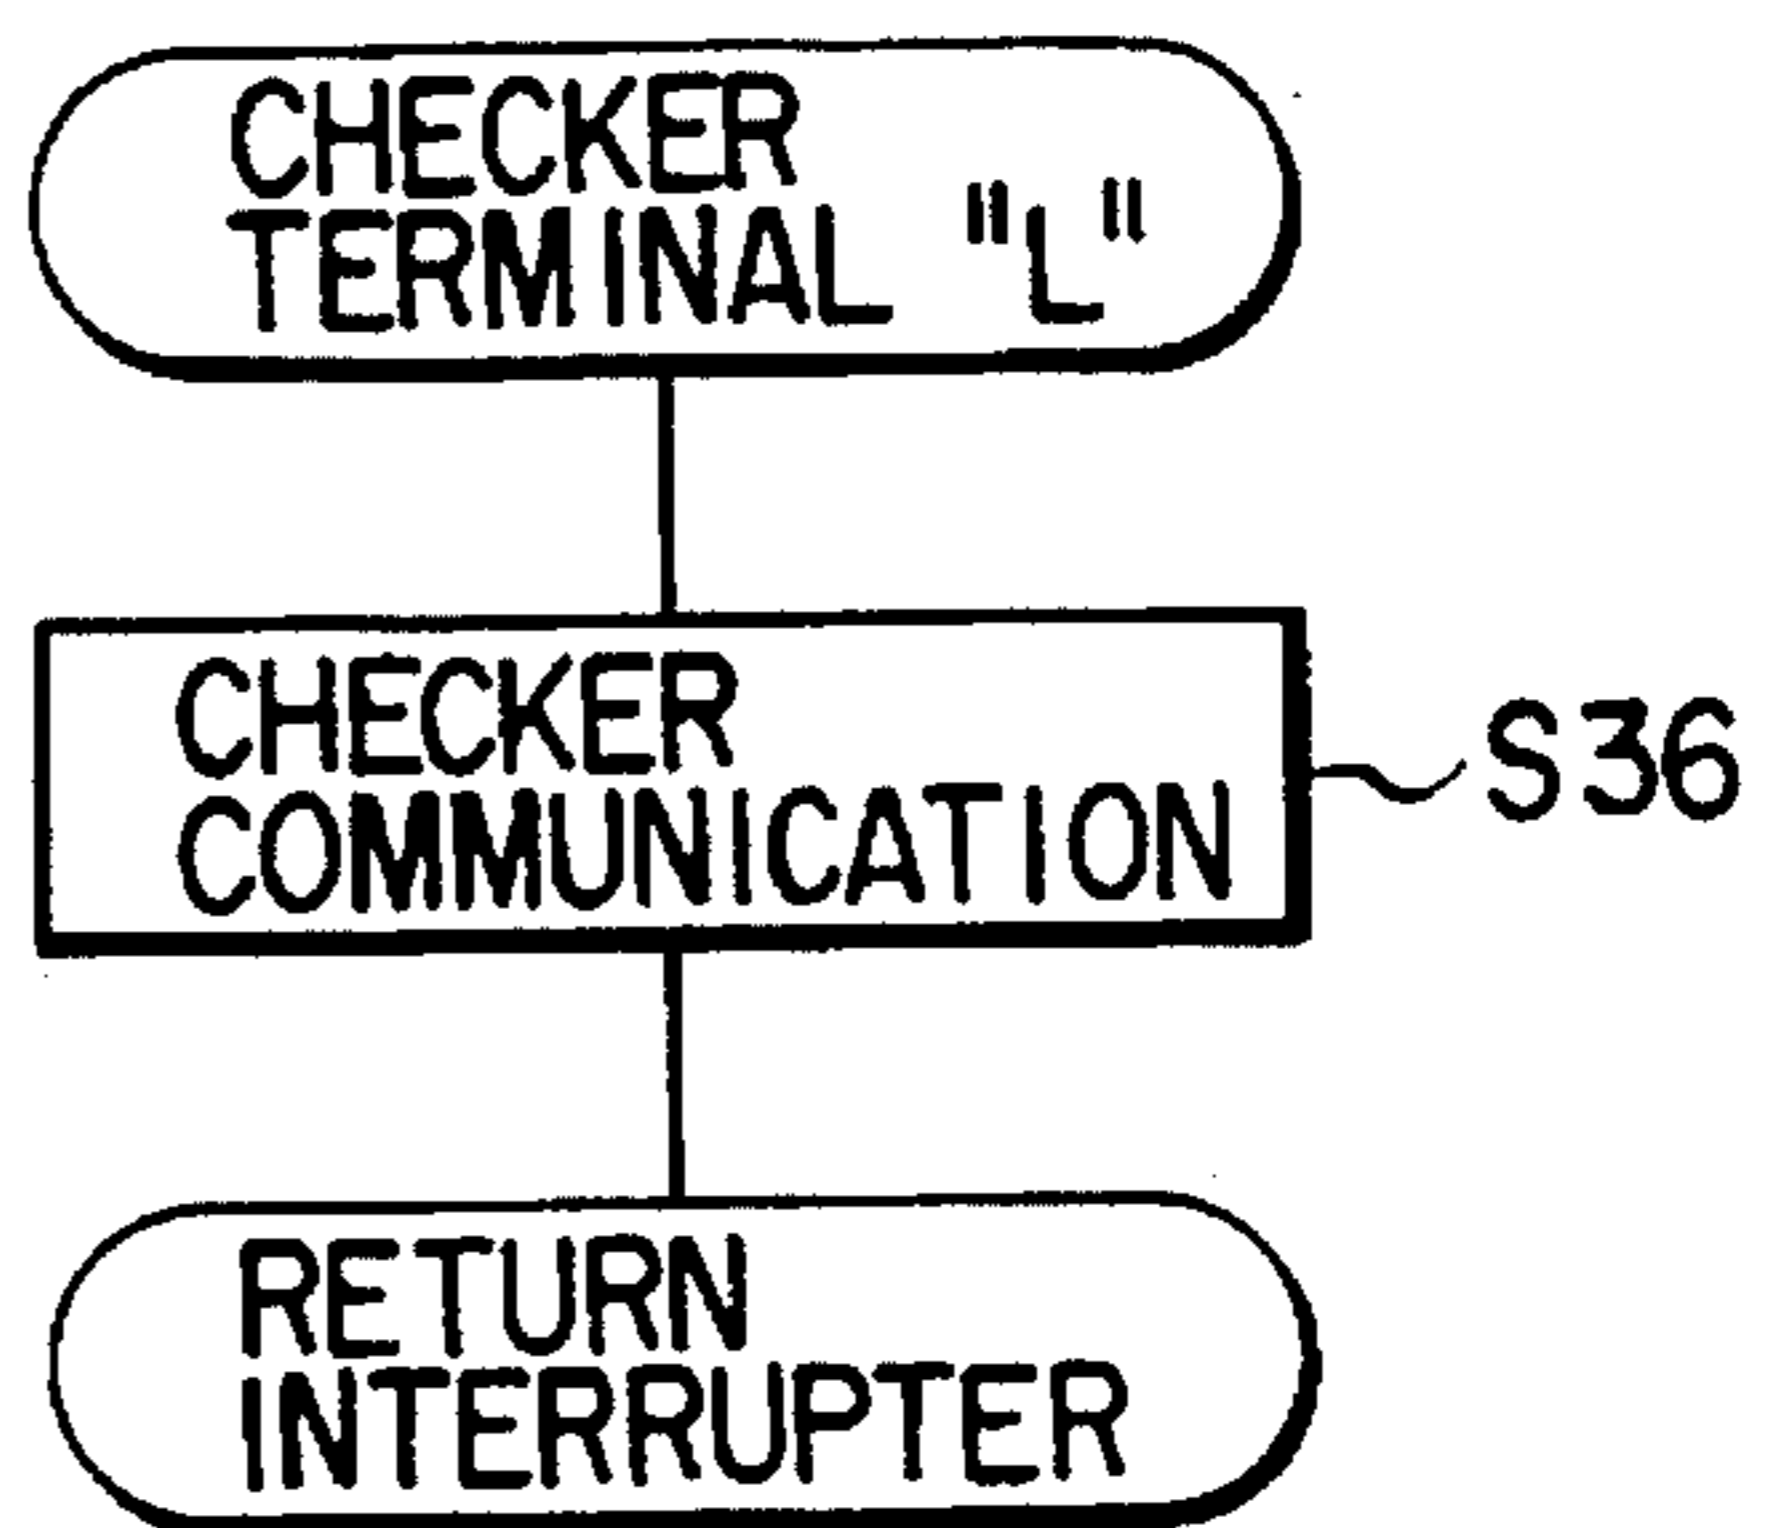 CHECKER
TERMINAL "L"
CHECKER
COMMUNICATION
S36
RETURN
INTERRUPTER